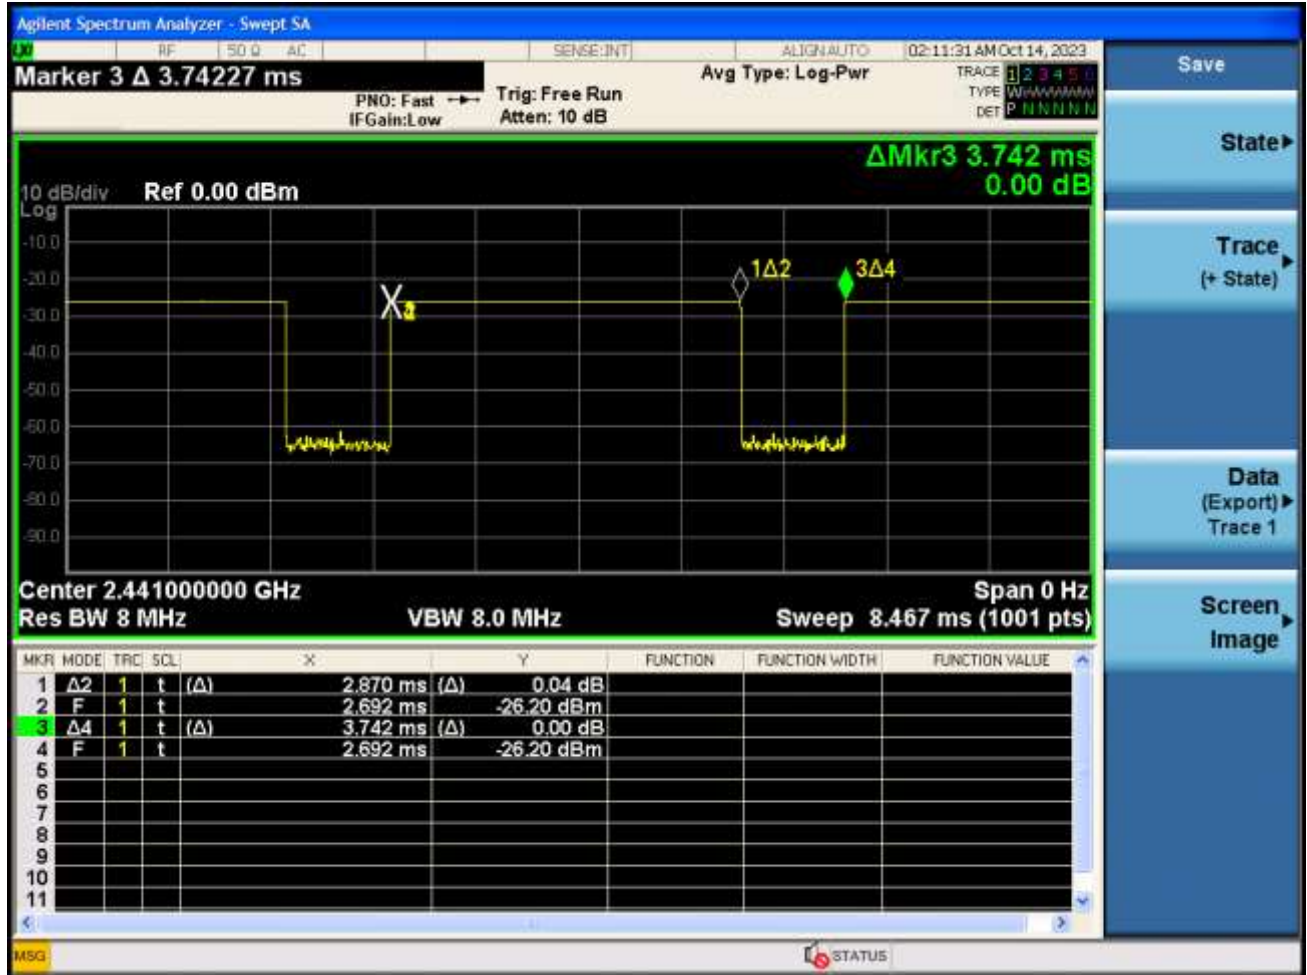 Agilent Spectrum Analyzer - Swept SA
LXI RF 50 Ω AC SENSE:INT ALIGNAUTO 02:11:31 AM Oct 14, 2023
Marker 3 Δ 3.74227 ms
PNO: Fast
IFGain:Low
Trig: Free Run
Atten: 10 dB
Avg Type: Log-Pwr
TRACE 1 2 3 4 5 6
TYPE W
DET P N N N N N
ΔMkr3 3.742 ms
0.00 dB
10 dB/div Ref 0.00 dBm
Log
-10.0
-20.0
-30.0
-40.0
-50.0
-60.0
-70.0
-80.0
-90.0
1Δ2
3Δ4
X
Center 2.441000000 GHz Span 0 Hz
Res BW 8 MHz VBW 8.0 MHz Sweep 8.467 ms (1001 pts)
MKR MODE TRC SCL X Y FUNCTION FUNCTION WIDTH FUNCTION VALUE
1 Δ2 1 t (Δ) 2.870 ms (Δ) 0.04 dB
2 F 1 t 2.692 ms -26.20 dBm
3 Δ4 1 t (Δ) 3.742 ms (Δ) 0.00 dB
4 F 1 t 2.692 ms -26.20 dBm
5
6
7
8
9
10
11
MSG STATUS
Save
State
Trace
(+ State)
Data
(Export)
Trace 1
Screen
Image